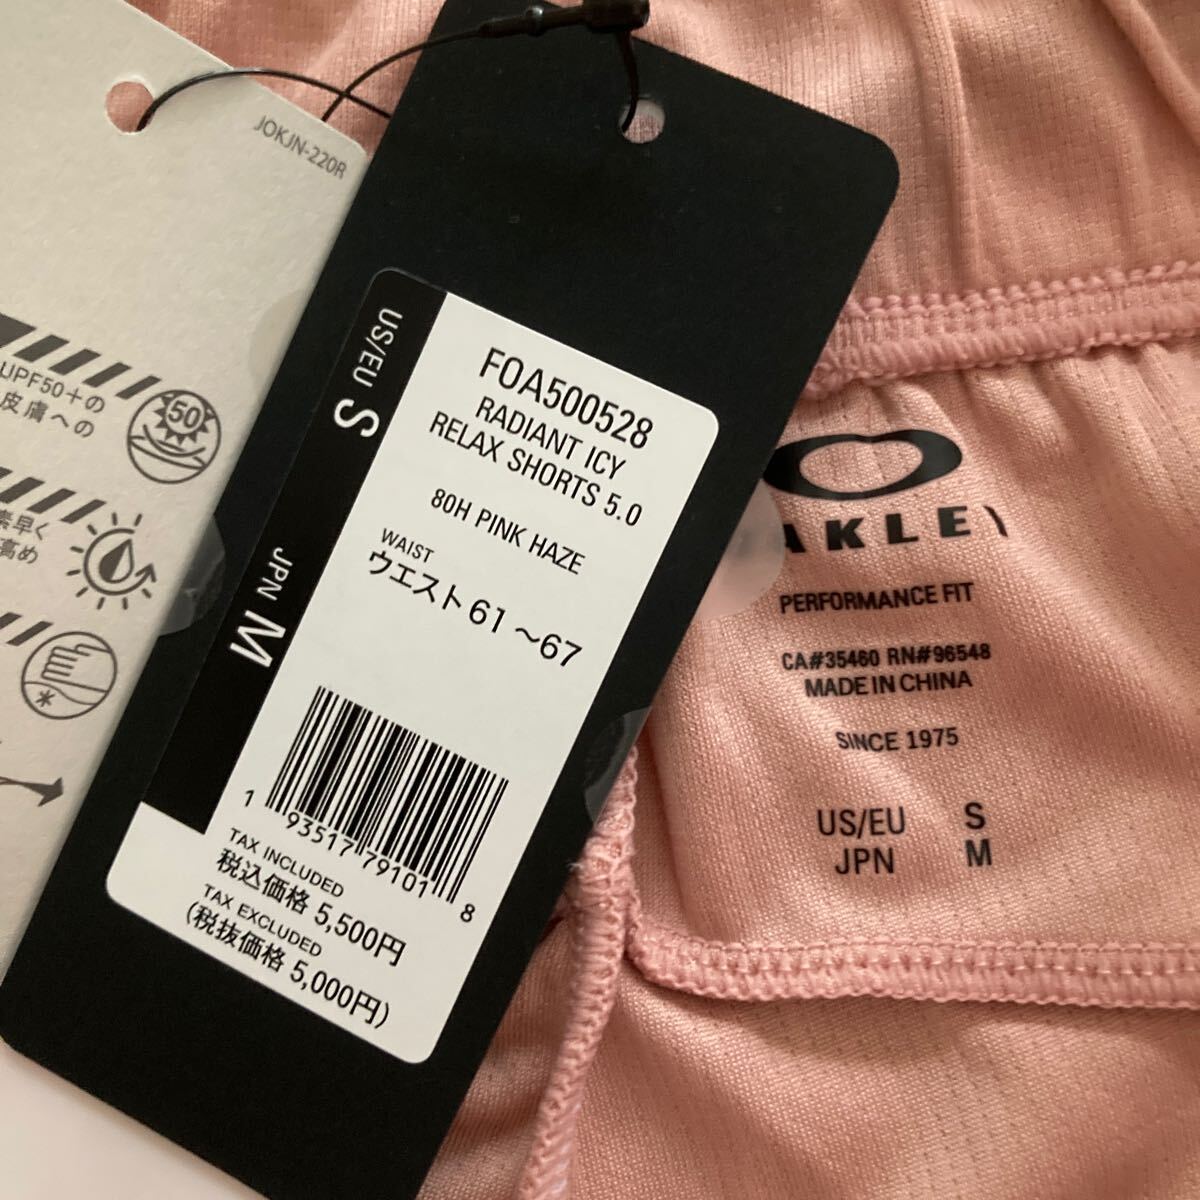 JOKJN-220R
UPF50+の
皮膚への
50
素早く
高め
US/EU S
JPN M
FOA500528
RADIANT ICY
RELAX SHORTS 5.0
80H PINK HAZE
WAIST
ウエスト61～67
1 93517 79101 8
TAX INCLUDED
税込価格 5,500円
TAX EXCLUDED
(税抜価格 5,000円)
AKLEY
PERFORMANCE FIT
CA#35460 RN#96548
MADE IN CHINA
SINCE 1975
US/EU S
JPN M